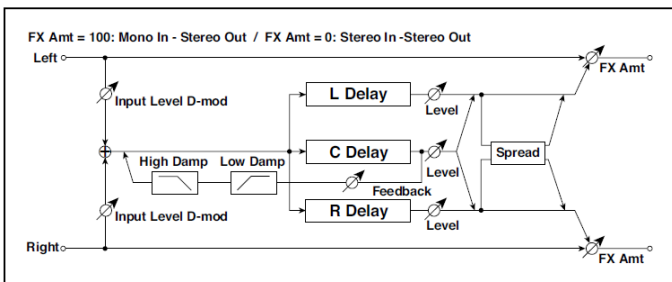 FX Amt = 100: Mono In - Stereo Out / FX Amt = 0: Stereo In -Stereo Out
Left
FX Amt
Input Level D-mod
L Delay
Level
High Damp
Low Damp
C Delay
Level
Spread
Feedback
Input Level D-mod
R Delay
Level
Right
FX Amt